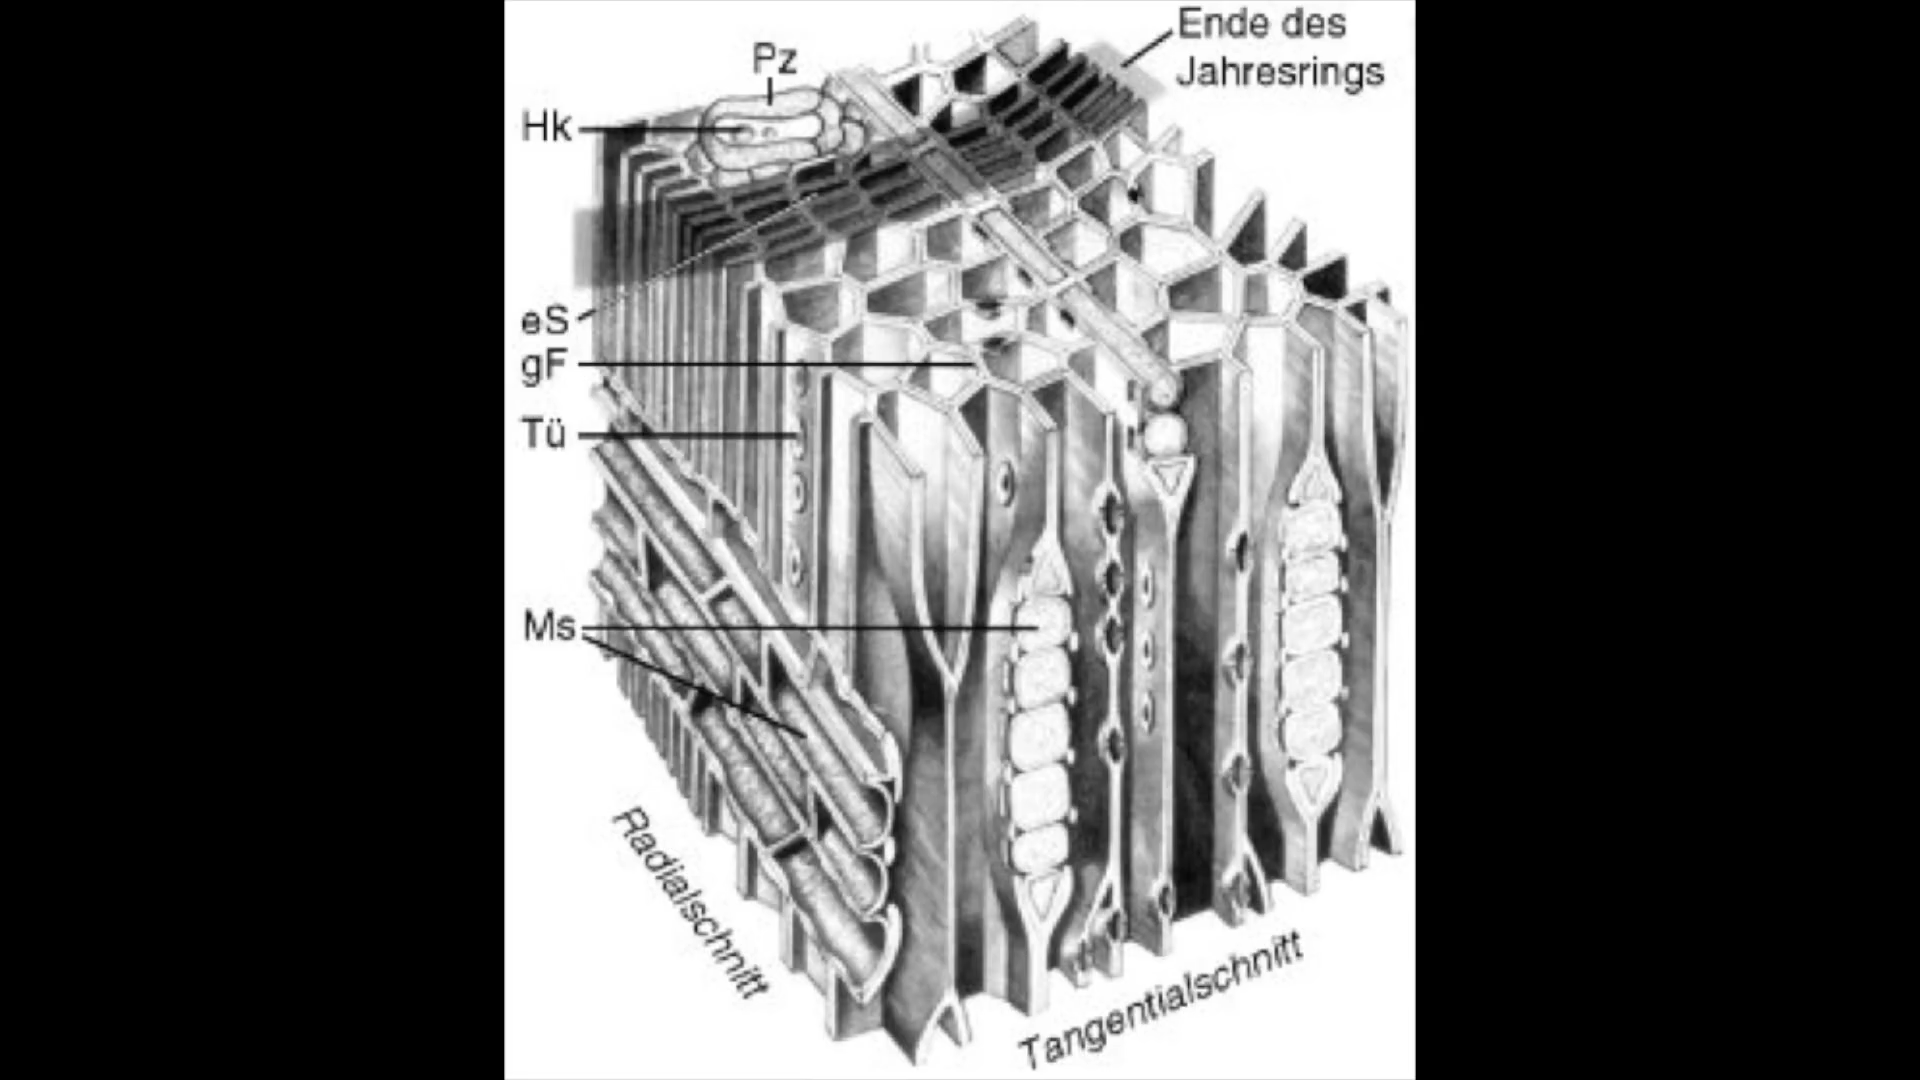 Ende des
Jahresrings
Pz
Hk
eS
gF
Tü
Ms
Radialschnitt
Tangentialschnitt